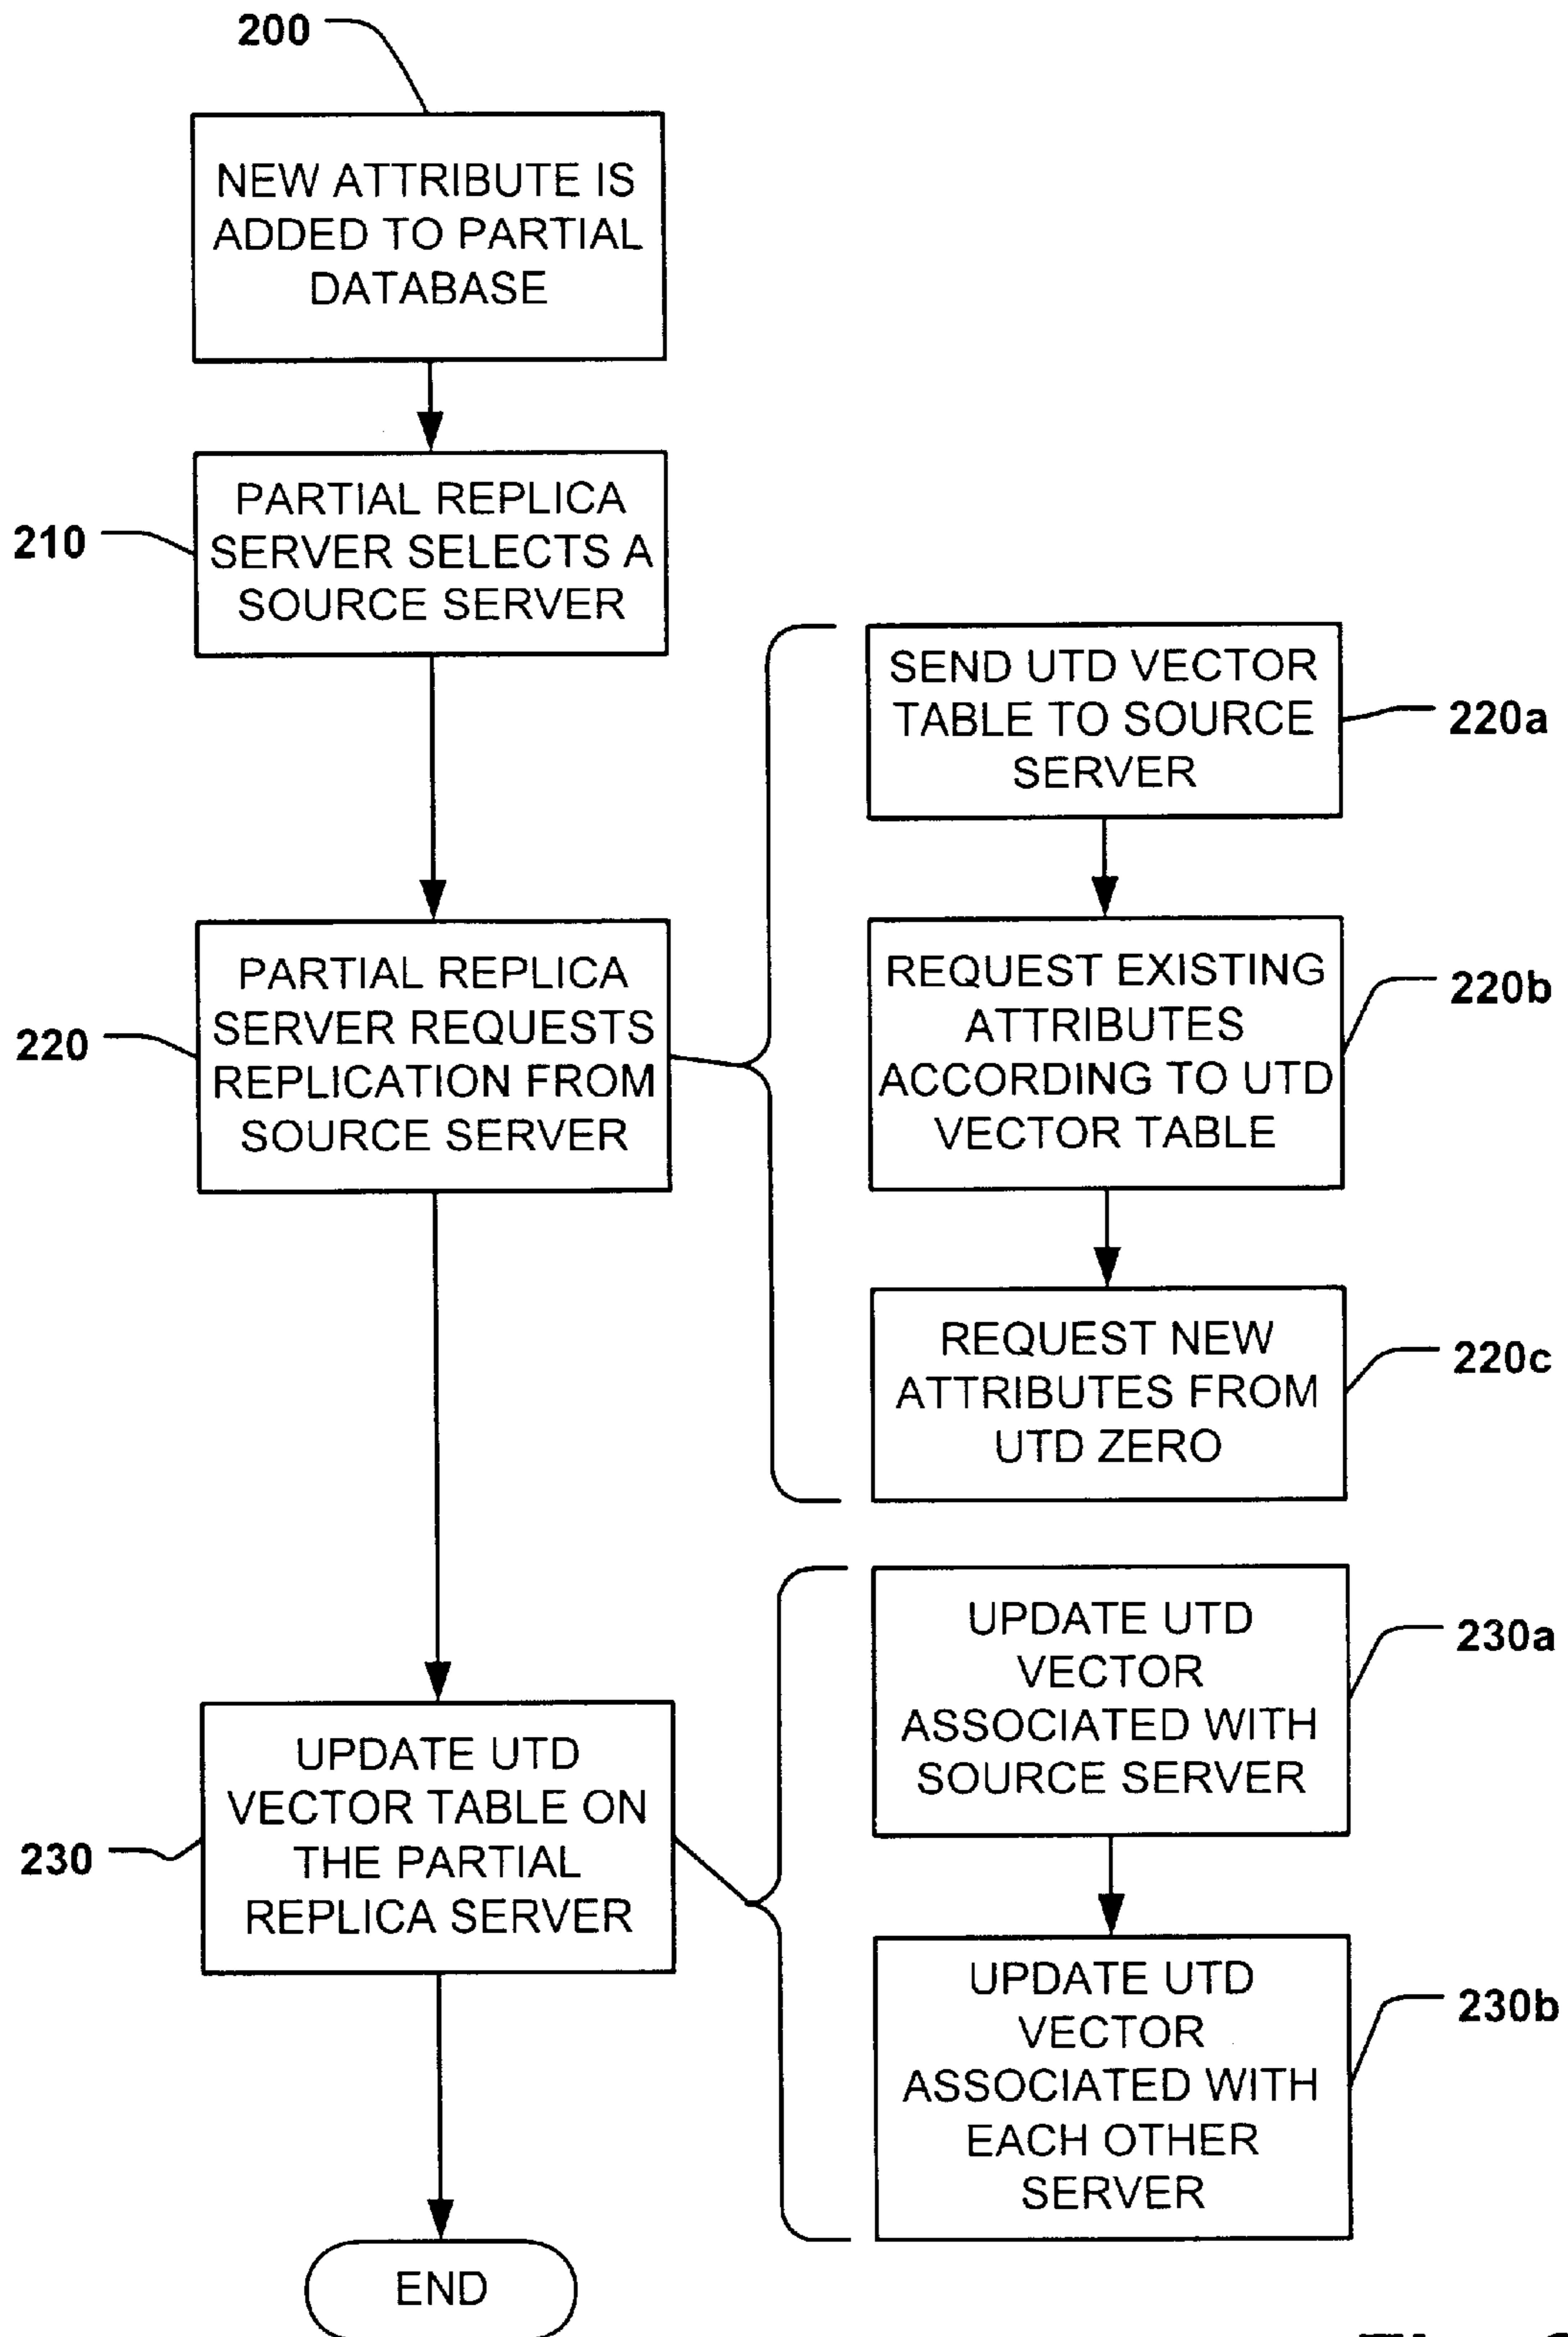 200
NEW ATTRIBUTE IS
ADDED TO PARTIAL
DATABASE
210
PARTIAL REPLICA
SERVER SELECTS A
SOURCE SERVER
220
PARTIAL REPLICA
SERVER REQUESTS
REPLICATION FROM
SOURCE SERVER
SEND UTD VECTOR
TABLE TO SOURCE
SERVER
220a
REQUEST EXISTING
ATTRIBUTES
ACCORDING TO UTD
VECTOR TABLE
220b
REQUEST NEW
ATTRIBUTES FROM
UTD ZERO
220c
230
UPDATE UTD
VECTOR TABLE ON
THE PARTIAL
REPLICA SERVER
UPDATE UTD
VECTOR
ASSOCIATED WITH
SOURCE SERVER
230a
UPDATE UTD
VECTOR
ASSOCIATED WITH
EACH OTHER
SERVER
230b
END